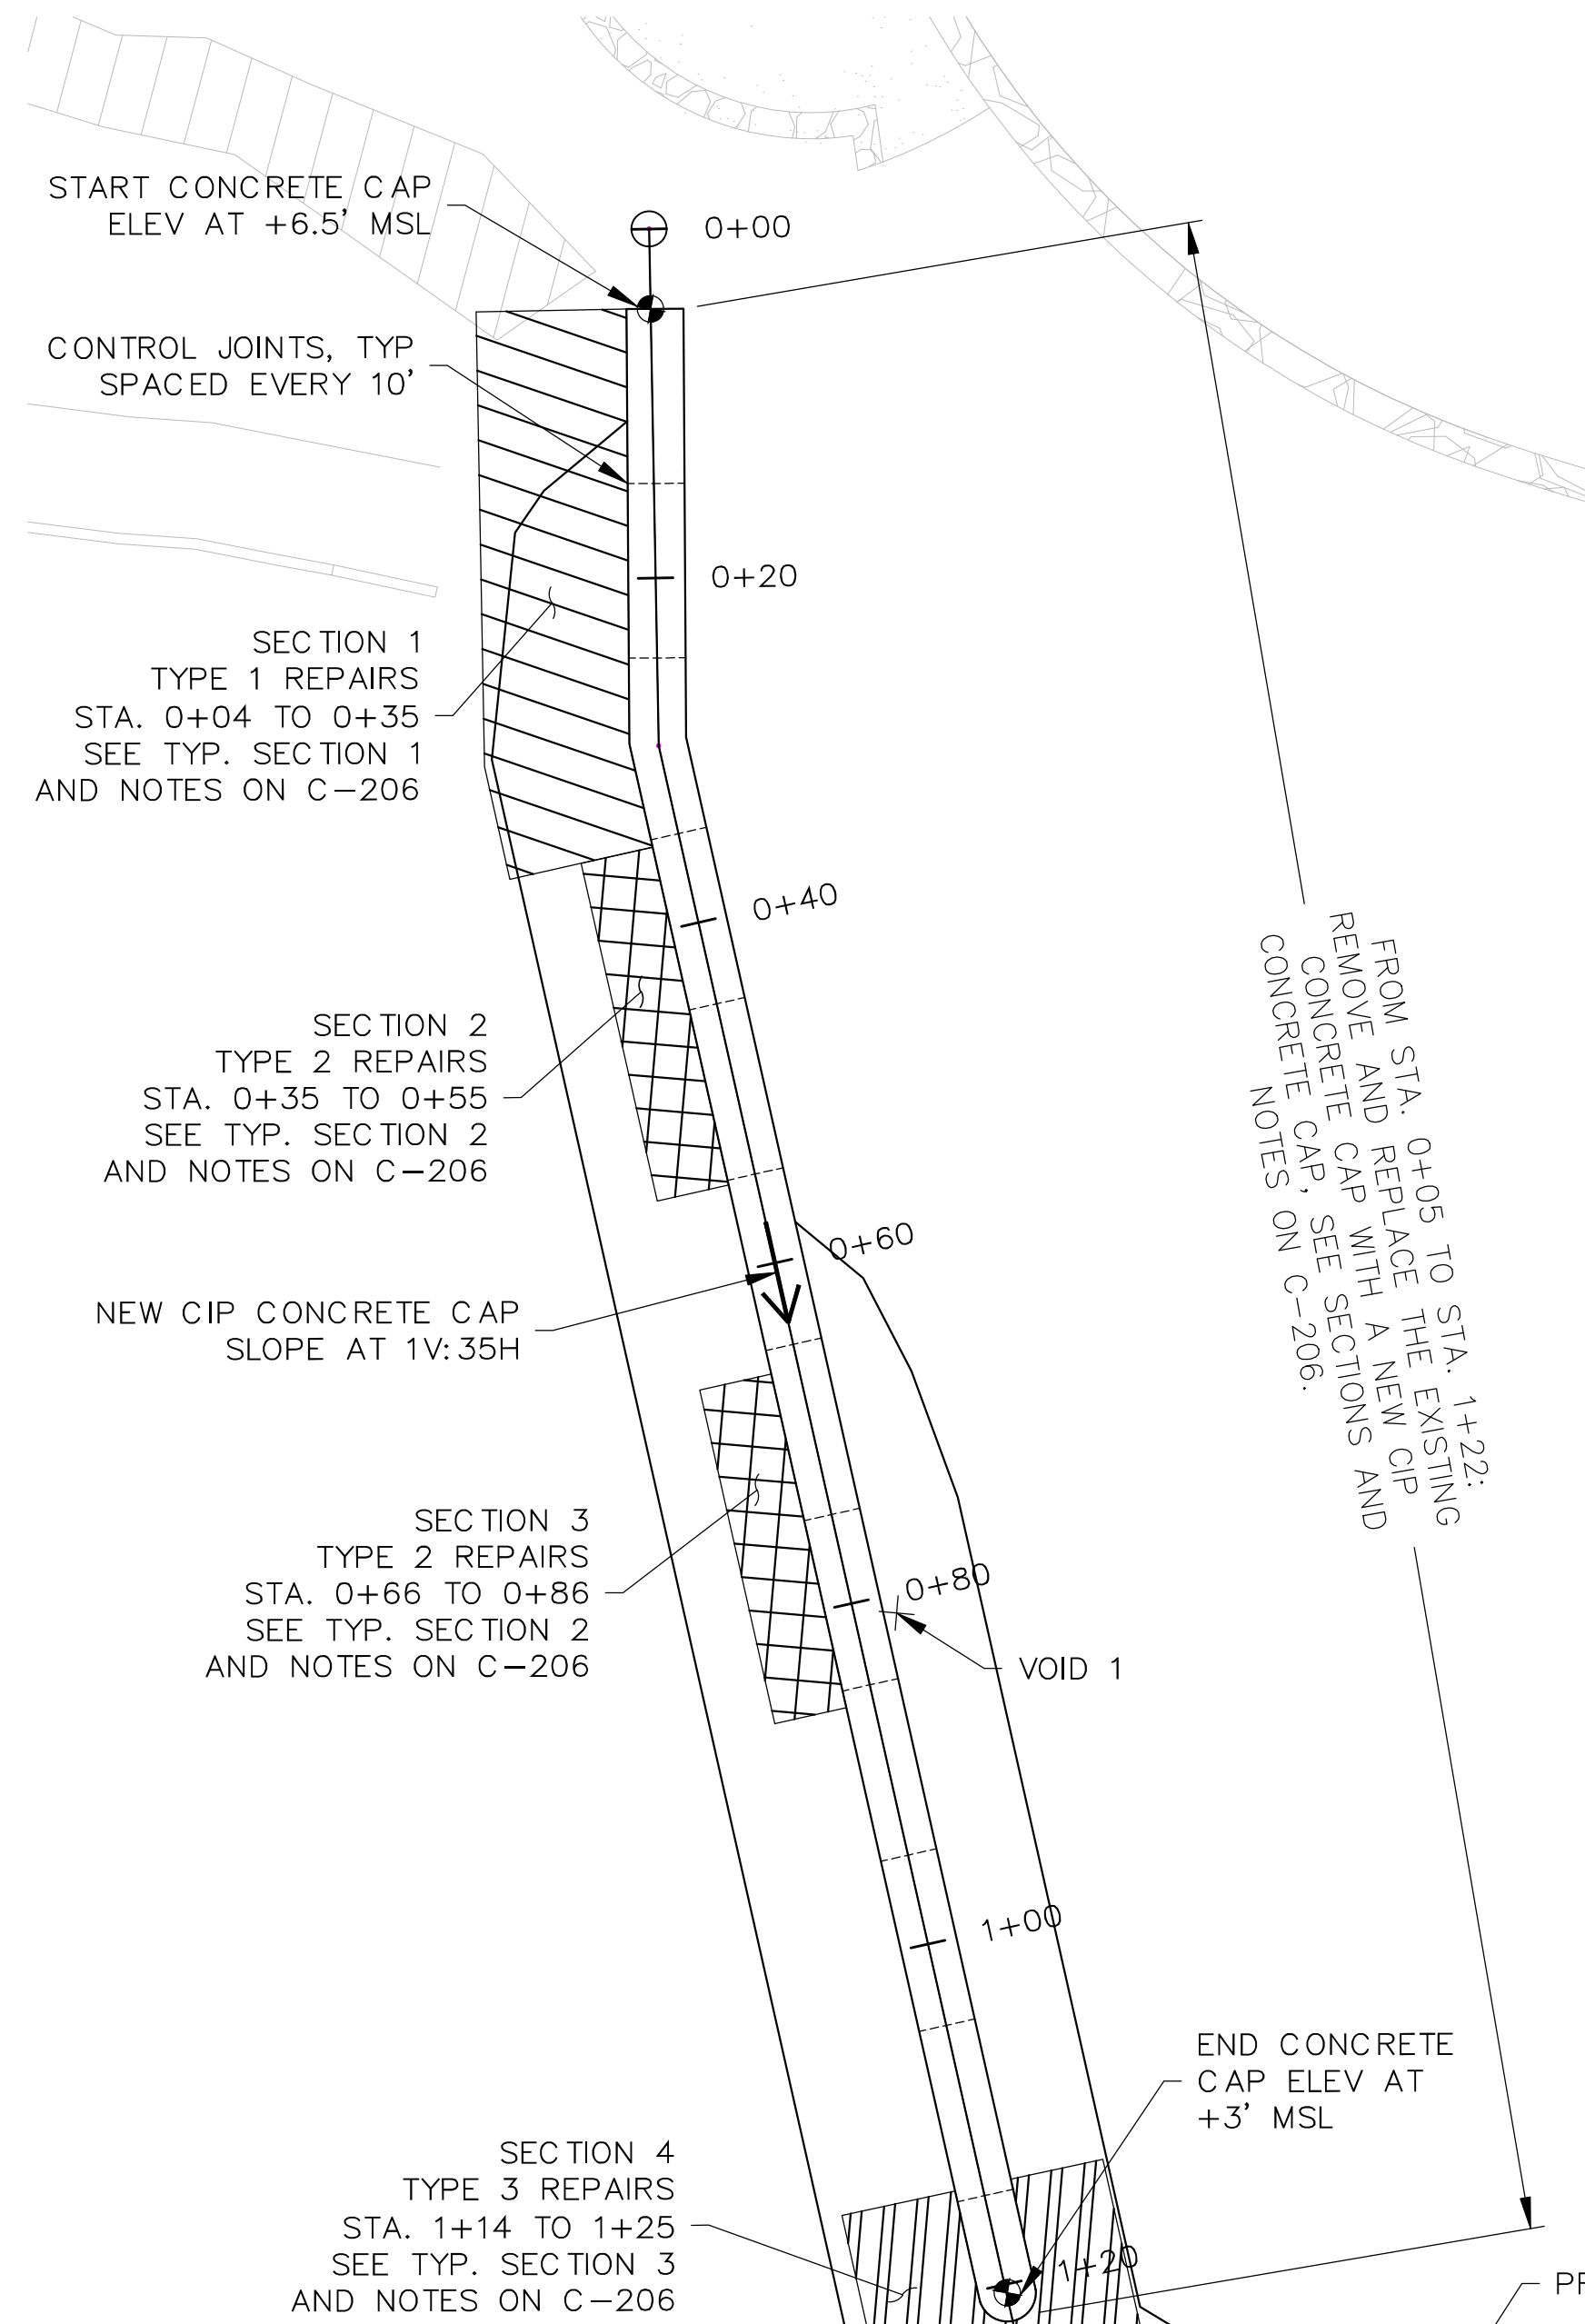 START CONCRETE CAP
ELEV AT +6.5' MSL
0+00
CONTROL JOINTS, TYP
SPACED EVERY 10'
0+20
SECTION 1
TYPE 1 REPAIRS
STA. 0+04 TO 0+35
SEE TYP. SECTION 1
AND NOTES ON C-206
0+40
FROM STA. 0+05 TO STA. 1+22:
REMOVE AND REPLACE THE EXISTING
CONCRETE CAP WITH A NEW CIP
CONCRETE CAP, SEE SECTIONS AND
NOTES ON C-206.
SECTION 2
TYPE 2 REPAIRS
STA. 0+35 TO 0+55
SEE TYP. SECTION 2
AND NOTES ON C-206
0+60
NEW CIP CONCRETE CAP
SLOPE AT 1V:35H
SECTION 3
TYPE 2 REPAIRS
STA. 0+66 TO 0+86
SEE TYP. SECTION 2
AND NOTES ON C-206
0+80
VOID 1
1+00
END CONCRETE
CAP ELEV AT
+3' MSL
SECTION 4
TYPE 3 REPAIRS
STA. 1+14 TO 1+25
SEE TYP. SECTION 3
AND NOTES ON C-206
1+20